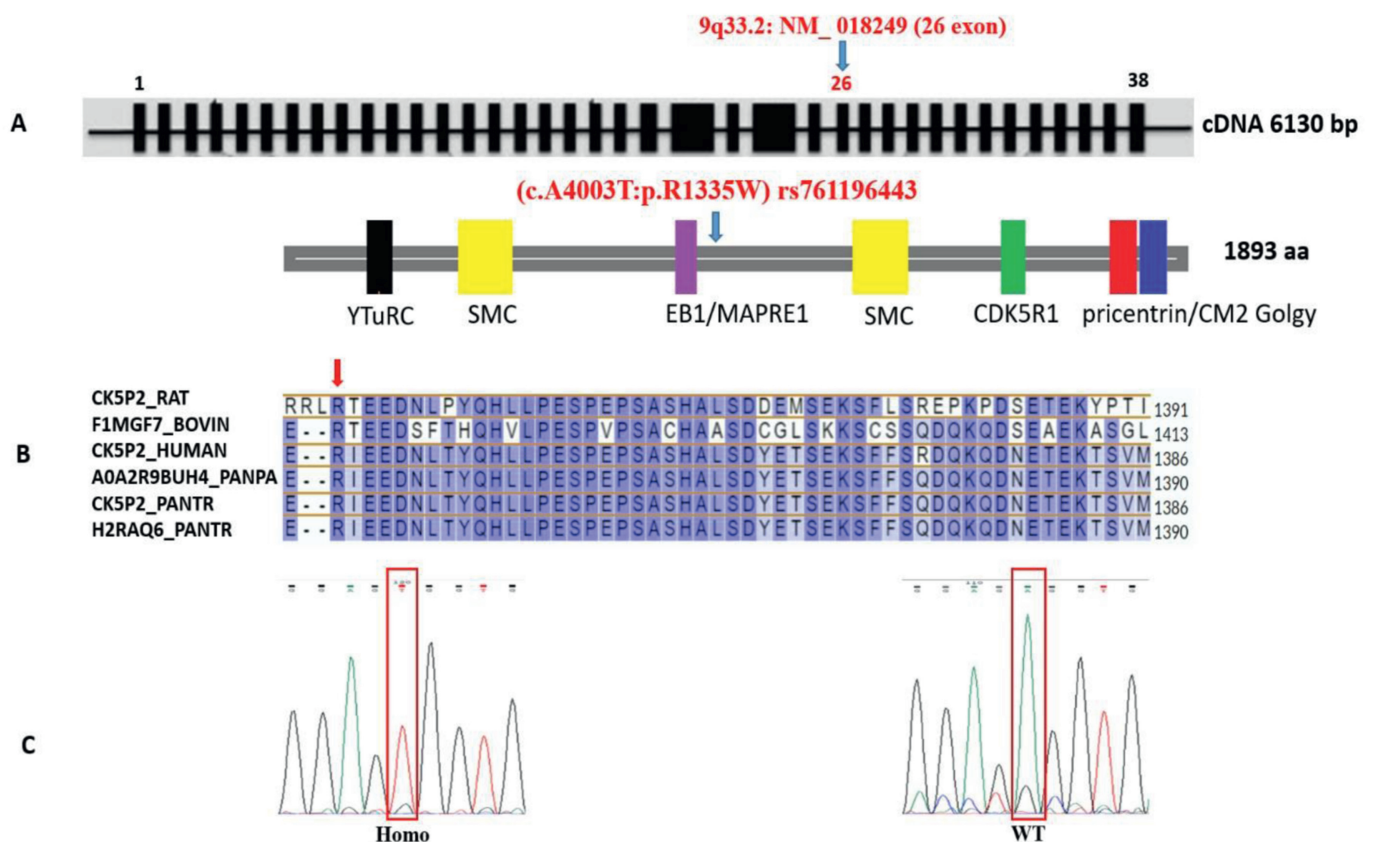 9q33.2: NM_ 018249 (26 exon)
1 26 38
A
cDNA 6130 bp
(c.A4003T:p.R1335W) rs761196443
1893 aa
YTuRC SMC EB1/MAPRE1 SMC CDK5R1 pricentrin/CM2 Golgy
B
CK5P2_RAT RRLRTEEDNLPYQHLLPESPEPSASHALSDDEMSEKSFLSREPKPDSETEKYPTI 1391
F1MGF7_BOVIN E--RTEEDSFTHQHVLPESPVPSACHAASDCGLSKKSCSSQDQKQDSEAEKASGL 1413
CK5P2_HUMAN E--RIEEDNLTYQHLLPESPEPSASHALSDYETSEKSFFSRDQKQDNETEKTSVM 1386
A0A2R9BUH4_PANPA E--RIEEDNLTYQHLLPESPEPSASHALSDYETSEKSFFSQDQKQDNETEKTSVM 1390
CK5P2_PANTR E--RIEEDNLTYQHLLPESPEPSASHALSDYETSEKSFFSQDQKQDNETEKTSVM 1386
H2RAQ6_PANTR E--RIEEDNLTYQHLLPESPEPSASHALSDYETSEKSFFSQDQKQDNETEKTSVM 1390
C
Homo WT